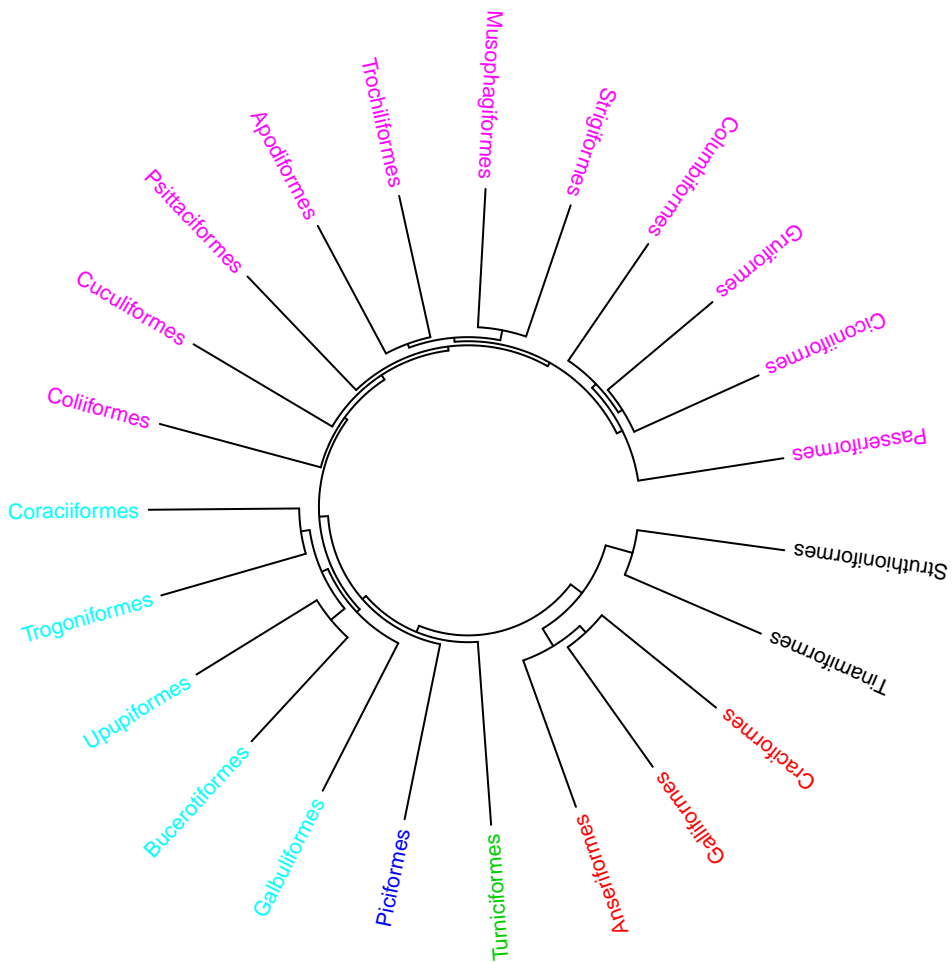 Musophagiformes
Strigiformes
Columbiformes
Gruiformes
Ciconiiformes
Passeriformes
Struthioniformes
Tinamiformes
Craciformes
Galliformes
Anseriformes
Turniciformes
Piciformes
Galbuliformes
Bucerotiformes
Upupiformes
Trogoniformes
Coraciiformes
Coliiformes
Cuculiformes
Psittaciformes
Apodiformes
Trochiliformes